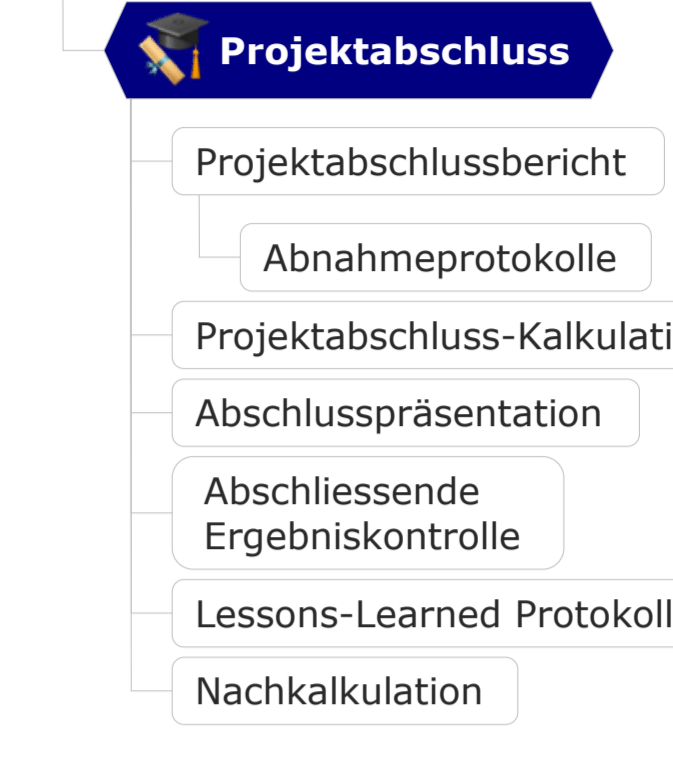 Projektabschluss
Projektabschlussbericht
Abnahmeprotokolle
Projektabschluss-Kalkulati
Abschlusspräsentation
Abschliessende
Ergebniskontrolle
Lessons-Learned Protokoll
Nachkalkulation